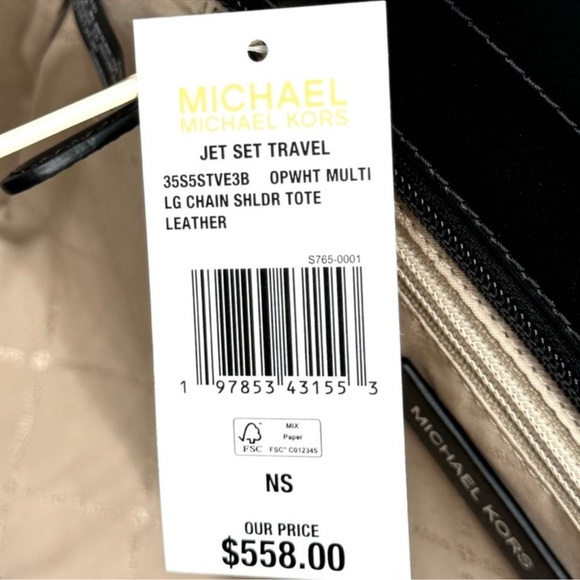 MICHAEL
MICHAEL KORS
JET SET TRAVEL
35S5STVE3B OPWHT MULTI
LG CHAIN SHLDR TOTE
LEATHER
S765-0001
1 97853 43155 3
FSC
MIX
Paper
FSC® C012345
NS
OUR PRICE
$558.00
MICHAEL KORS